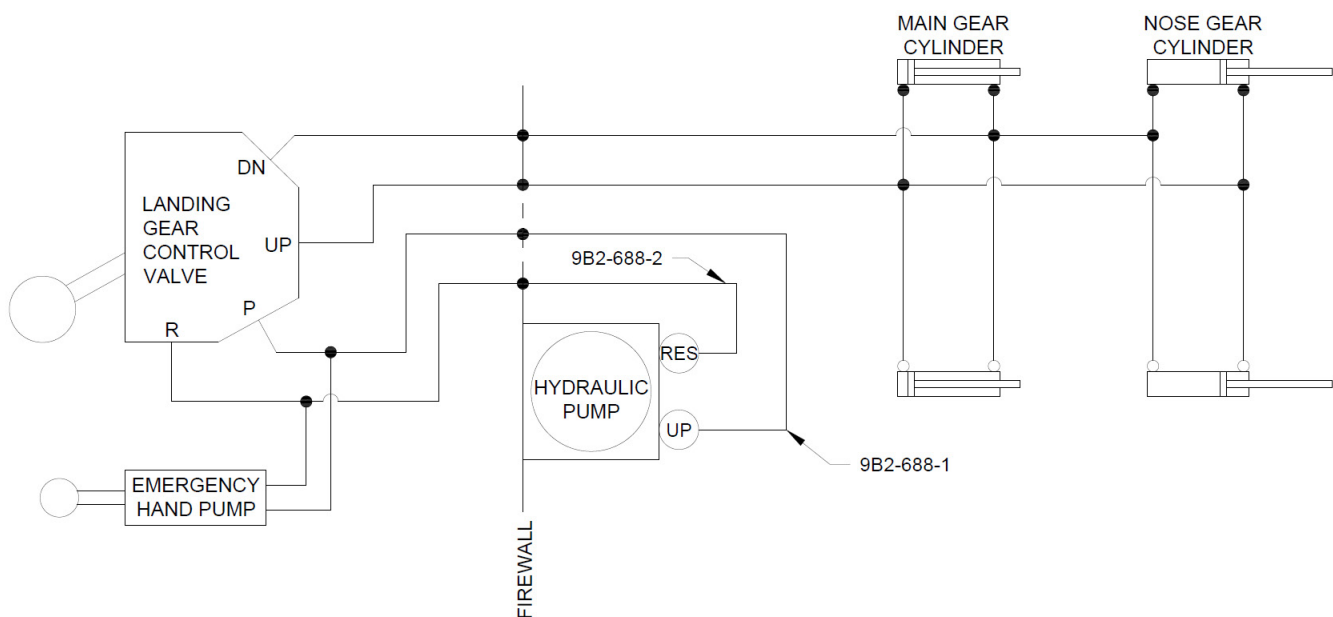 MAIN GEAR
CYLINDER
NOSE GEAR
CYLINDER
DN
LANDING
GEAR
CONTROL
VALVE
UP
P
R
9B2-688-2
RES
HYDRAULIC
PUMP
UP
9B2-688-1
EMERGENCY
HAND PUMP
FIREWALL